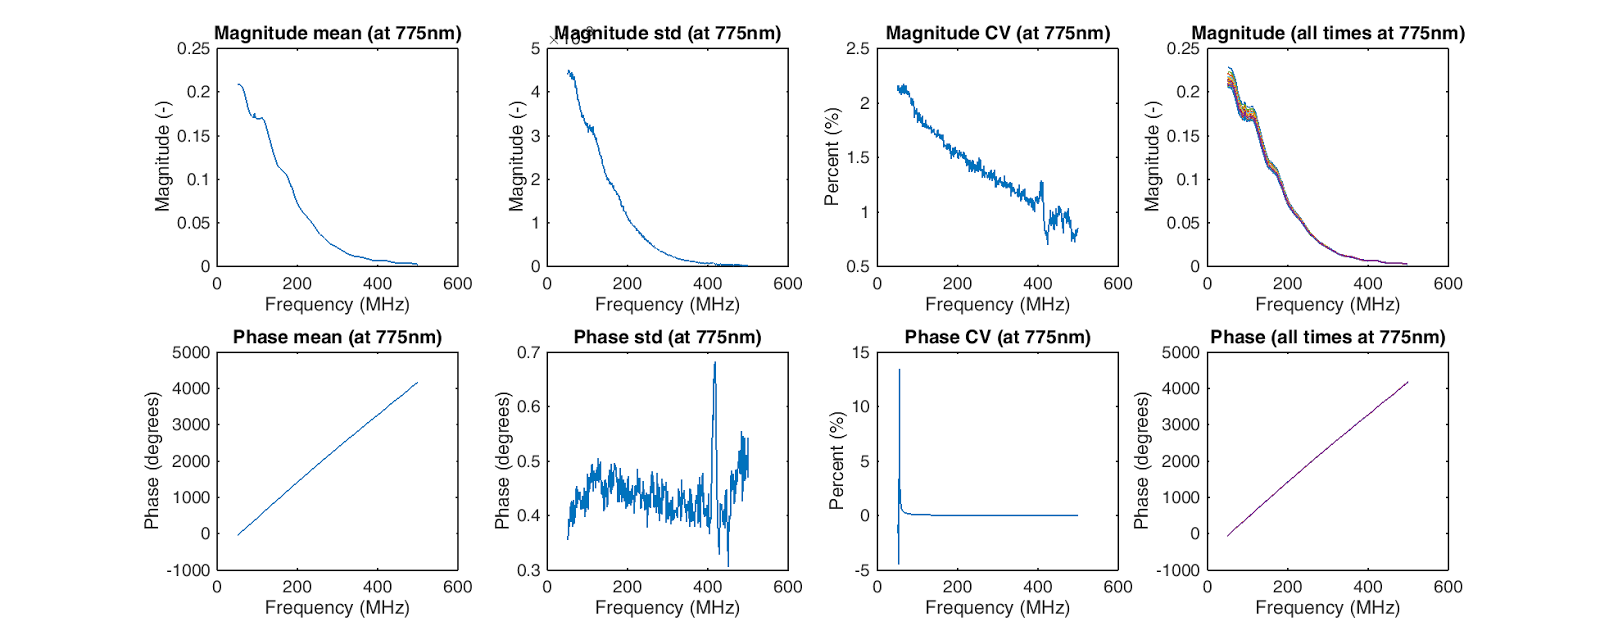 Magnitude mean (at 775nm)
0.25
0.2
0.15
0.1
0.05
0
Magnitude (-)
0 200 400 600
Frequency (MHz)
Magnitude std (at 775nm)
5
4
3
2
1
0
Magnitude (-)
0 200 400 600
Frequency (MHz)
Magnitude CV (at 775nm)
2.5
2
1.5
1
0.5
Percent (%)
0 200 400 600
Frequency (MHz)
Magnitude (all times at 775nm)
0.25
0.2
0.15
0.1
0.05
0
Magnitude (-)
0 200 400 600
Frequency (MHz)
Phase mean (at 775nm)
5000
4000
3000
2000
1000
0
-1000
Phase (degrees)
0 200 400 600
Frequency (MHz)
Phase std (at 775nm)
0.7
0.6
0.5
0.4
0.3
Phase (degrees)
0 200 400 600
Frequency (MHz)
Phase CV (at 775nm)
15
10
5
0
-5
Percent (%)
0 200 400 600
Frequency (MHz)
Phase (all times at 775nm)
5000
4000
3000
2000
1000
0
-1000
Phase (degrees)
0 200 400 600
Frequency (MHz)